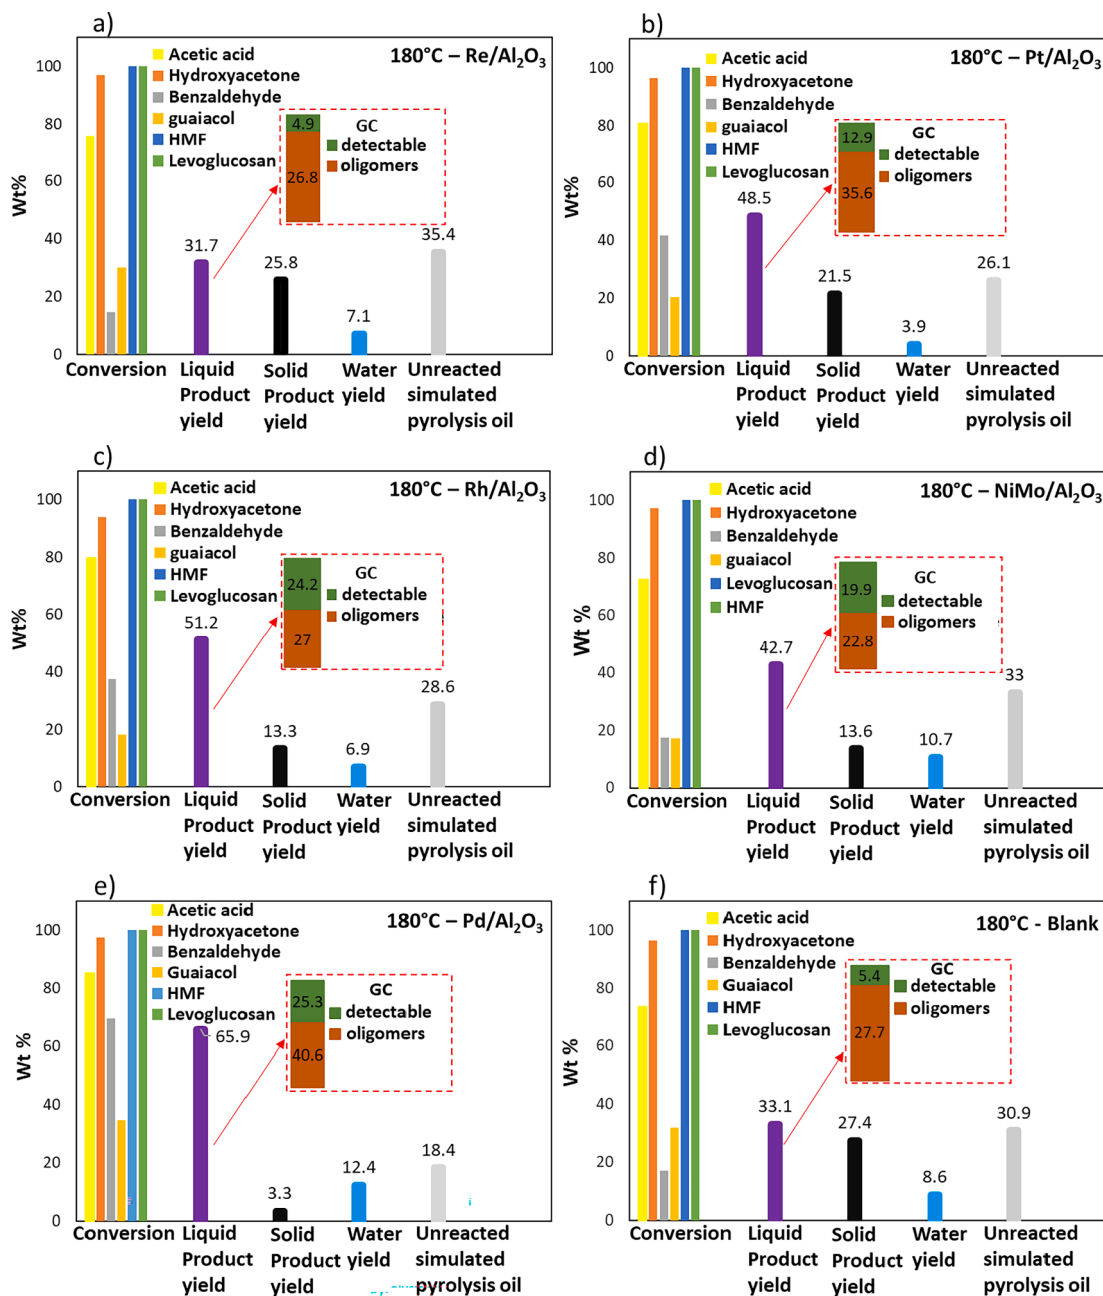 a)
180°C – Re/Al₂O₃
Acetic acid
Hydroxyacetone
Benzaldehyde
guaiacol
HMF
Levoglucosan
GC
detectable
oligomers
4.9
26.8
Wt%
100
80
60
40
20
0
31.7
25.8
7.1
35.4
Conversion
Liquid Product yield
Solid Product yield
Water yield
Unreacted simulated pyrolysis oil
b)
180°C – Pt/Al₂O₃
Acetic acid
Hydroxyacetone
Benzaldehyde
guaiacol
HMF
Levoglucosan
GC
detectable
oligomers
12.9
35.6
Wt%
100
80
60
40
20
0
48.5
21.5
3.9
26.1
Conversion
Liquid Product yield
Solid Product yield
Water yield
Unreacted simulated pyrolysis oil
c)
180°C – Rh/Al₂O₃
Acetic acid
Hydroxyacetone
Benzaldehyde
guaiacol
HMF
Levoglucosan
GC
detectable
oligomers
24.2
27
Wt%
100
80
60
40
20
0
51.2
13.3
6.9
28.6
Conversion
Liquid Product yield
Solid Product yield
Water yield
Unreacted simulated pyrolysis oil
d)
180°C – NiMo/Al₂O₃
Acetic acid
Hydroxyacetone
Benzaldehyde
guaiacol
Levoglucosan
HMF
GC
detectable
oligomers
19.9
22.8
Wt %
100
80
60
40
20
0
42.7
13.6
10.7
33
Conversion
Liquid Product yield
Solid Product yield
Water yield
Unreacted simulated pyrolysis oil
e)
180°C – Pd/Al₂O₃
Acetic acid
Hydroxyacetone
Benzaldehyde
Guaiacol
HMF
Levoglucosan
GC
detectable
oligomers
25.3
40.6
Wt %
100
80
60
40
20
0
65.9
3.3
12.4
18.4
Conversion
Liquid Product yield
Solid Product yield
Water yield
Unreacted simulated pyrolysis oil
f)
180°C - Blank
Acetic acid
Hydroxyacetone
Benzaldehyde
Guaiacol
HMF
Levoglucosan
GC
detectable
oligomers
5.4
27.7
Wt %
100
80
60
40
20
0
33.1
27.4
8.6
30.9
Conversion
Liquid Product yield
Solid Product yield
Water yield
Unreacted simulated pyrolysis oil